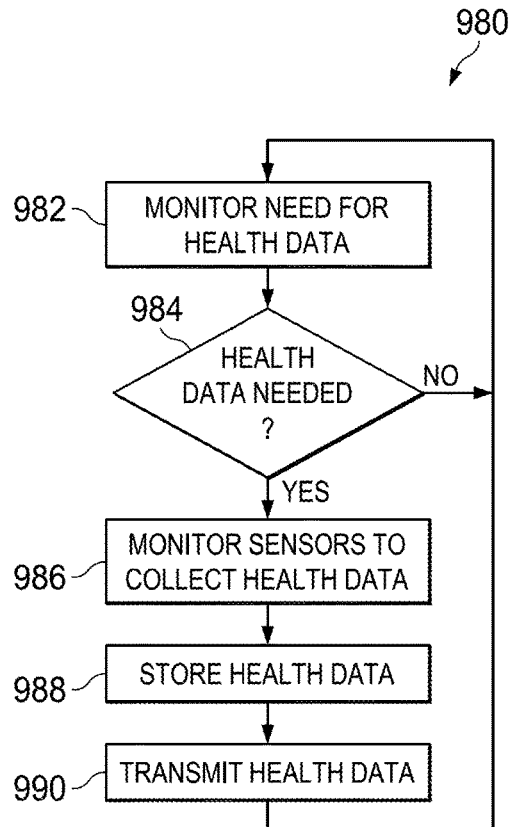 980
982
MONITOR NEED FOR
HEALTH DATA
984
HEALTH
DATA NEEDED
?
NO
YES
986
MONITOR SENSORS TO
COLLECT HEALTH DATA
988
STORE HEALTH DATA
990
TRANSMIT HEALTH DATA